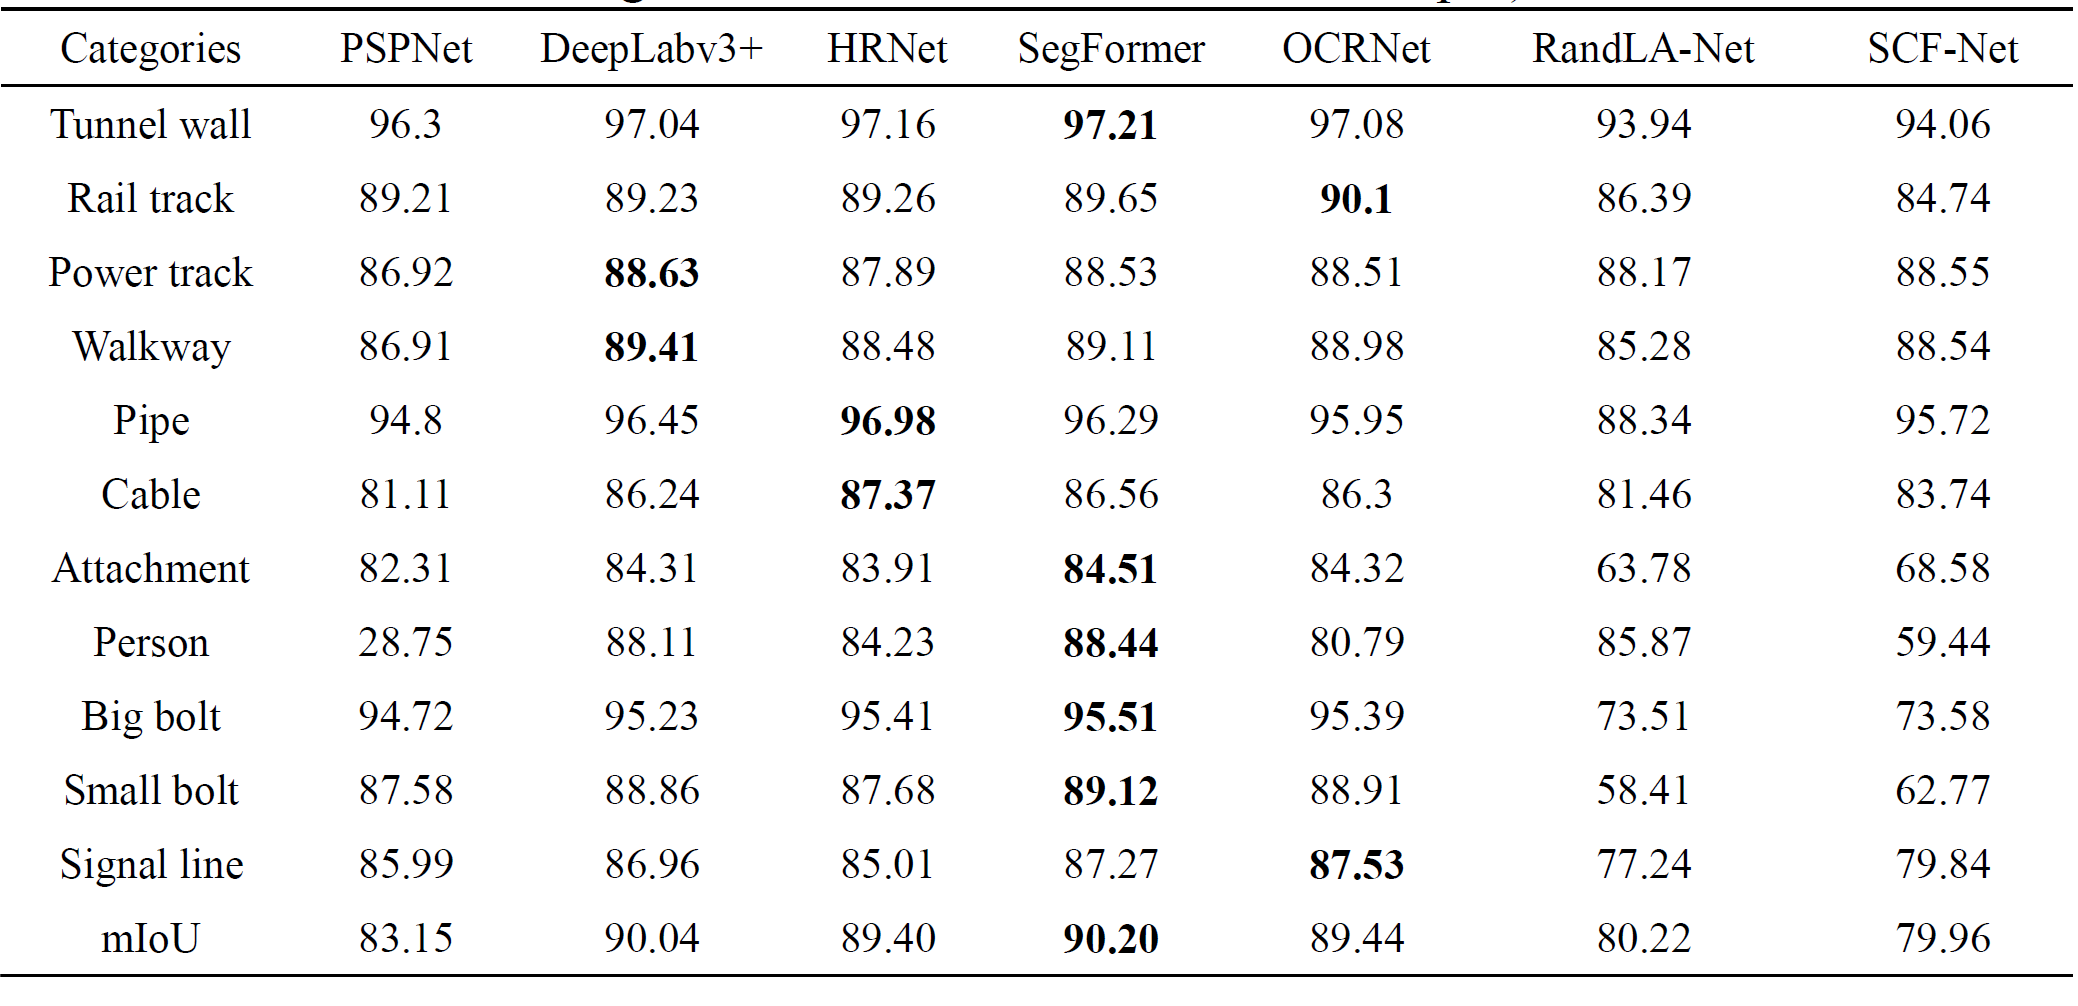 Categories PSPNet DeepLabv3+ HRNet SegFormer OCRNet RandLA-Net SCF-Net
Tunnel wall 96.3 97.04 97.16 97.21 97.08 93.94 94.06
Rail track 89.21 89.23 89.26 89.65 90.1 86.39 84.74
Power track 86.92 88.63 87.89 88.53 88.51 88.17 88.55
Walkway 86.91 89.41 88.48 89.11 88.98 85.28 88.54
Pipe 94.8 96.45 96.98 96.29 95.95 88.34 95.72
Cable 81.11 86.24 87.37 86.56 86.3 81.46 83.74
Attachment 82.31 84.31 83.91 84.51 84.32 63.78 68.58
Person 28.75 88.11 84.23 88.44 80.79 85.87 59.44
Big bolt 94.72 95.23 95.41 95.51 95.39 73.51 73.58
Small bolt 87.58 88.86 87.68 89.12 88.91 58.41 62.77
Signal line 85.99 86.96 85.01 87.27 87.53 77.24 79.84
mIoU 83.15 90.04 89.40 90.20 89.44 80.22 79.96